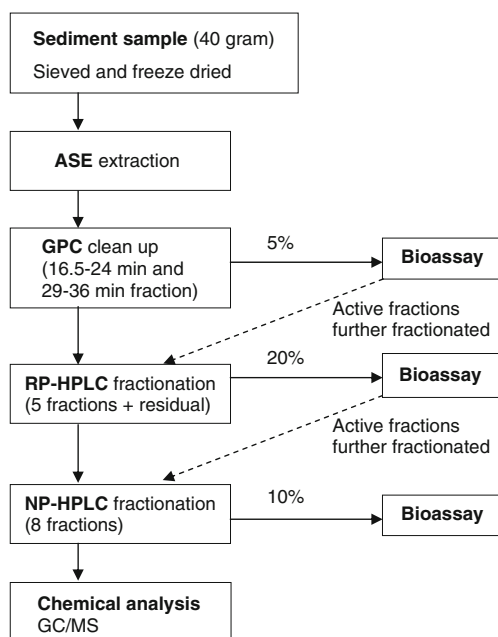 Sediment sample (40 gram)
Sieved and freeze dried
ASE extraction
GPC clean up
(16.5-24 min and
29-36 min fraction)
5%
Bioassay
Active fractions
further fractionated
RP-HPLC fractionation
(5 fractions + residual)
20%
Bioassay
Active fractions
further fractionated
NP-HPLC fractionation
(8 fractions)
10%
Bioassay
Chemical analysis
GC/MS